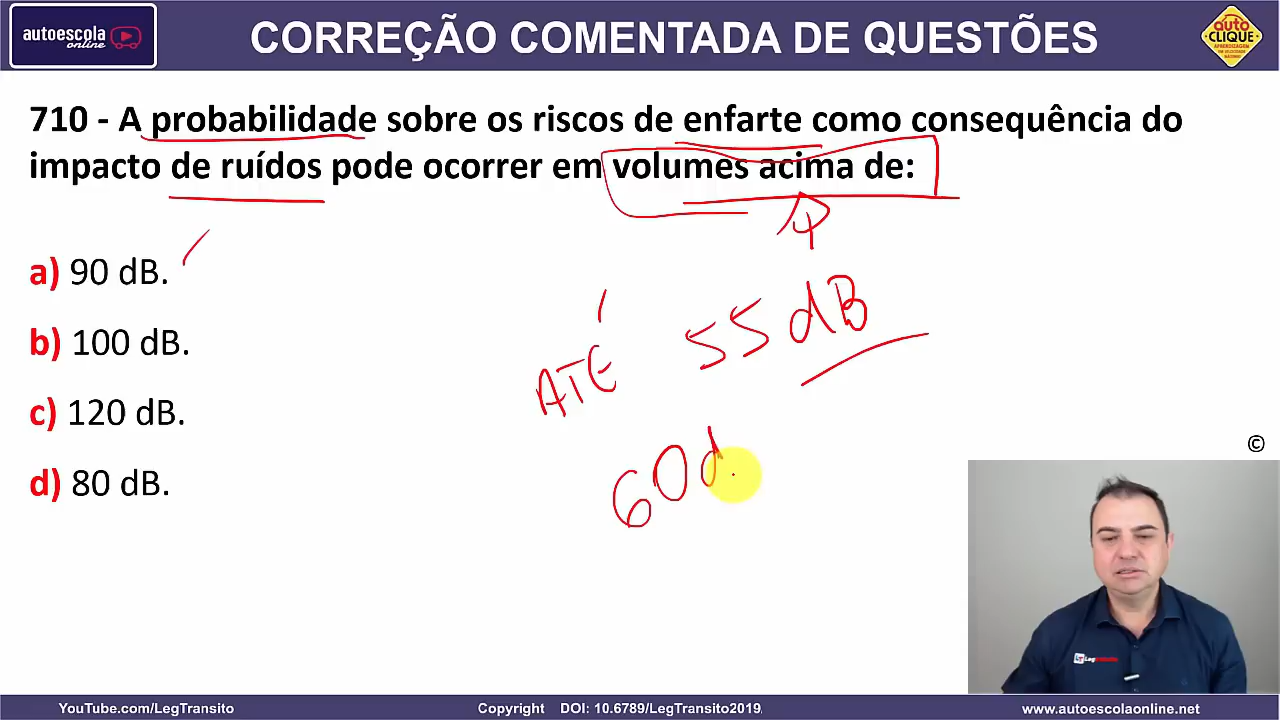 autoescola
online
CORREÇÃO COMENTADA DE QUESTÕES
auto
CLIQUE
710 - A probabilidade sobre os riscos de enfarte como consequência do
impacto de ruídos pode ocorrer em volumes acima de:
a) 90 dB.
b) 100 dB.
c) 120 dB.
d) 80 dB.
ATÉ 55 dB
60d
©
YouTube.com/LegTransito
Copyright DOI: 10.6789/LegTransito2019
www.autoescolaonline.net